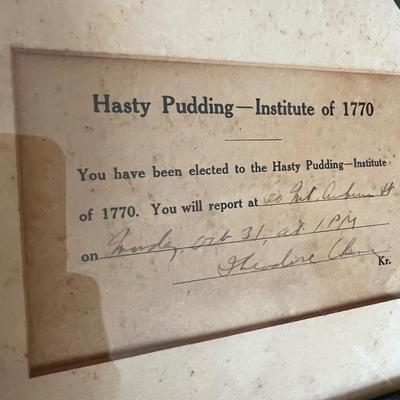 Hasty Pudding—Institute of 1770
You have been elected to the Hasty Pudding—Institute
of 1770. You will report at 60 Mt. Auburn St
on Monday, Oct 31, at 1 PM
Theodore
Kr.